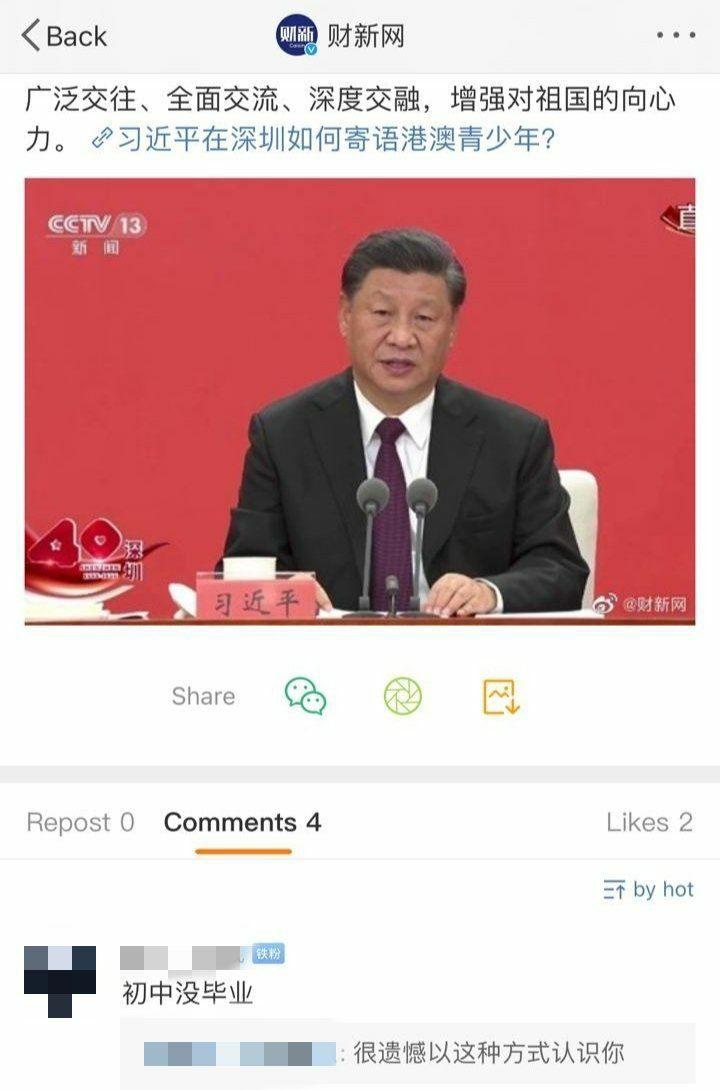 Back
财新
Caixin
财新网
广泛交往、全面交流、深度交融，增强对祖国的向心
力。 习近平在深圳如何寄语港澳青少年?
CCTV 13
新闻
直
40
深
圳
SHENZHEN
习近平
@财新网
Share
Repost 0
Comments 4
Likes 2
by hot
铁粉
初中没毕业
: 很遗憾以这种方式认识你